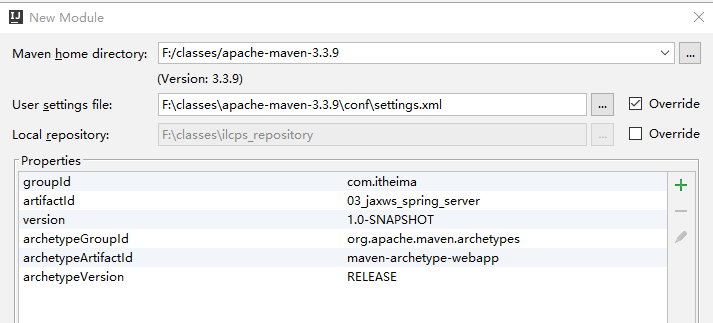 New Module
Maven home directory: F:/classes/apache-maven-3.3.9 ...
(Version: 3.3.9)
User settings file: F:\classes\apache-maven-3.3.9\conf\settings.xml ... Override
Local repository: F:\classes\ilcps_repository ... Override
Properties
groupId com.itheima
artifactId 03_jaxws_spring_server
version 1.0-SNAPSHOT
archetypeGroupId org.apache.maven.archetypes
archetypeArtifactId maven-archetype-webapp
archetypeVersion RELEASE